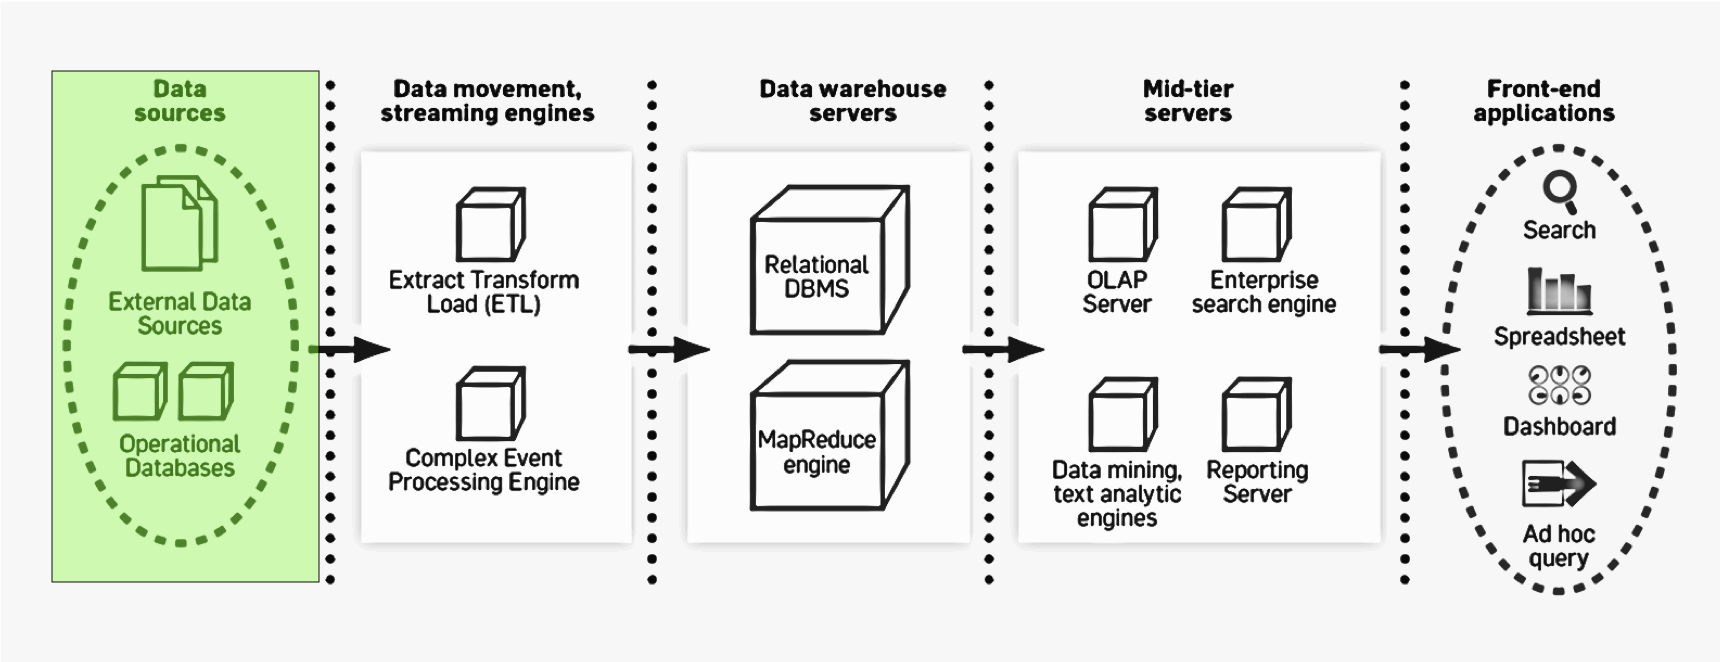 Data
sources
External Data
Sources
Operational
Databases
Data movement,
streaming engines
Extract Transform
Load (ETL)
Complex Event
Processing Engine
Data warehouse
servers
Relational
DBMS
MapReduce
engine
Mid-tier
servers
OLAP
Server
Enterprise
search engine
Data mining,
text analytic
engines
Reporting
Server
Front-end
applications
Search
Spreadsheet
Dashboard
Ad hoc
query